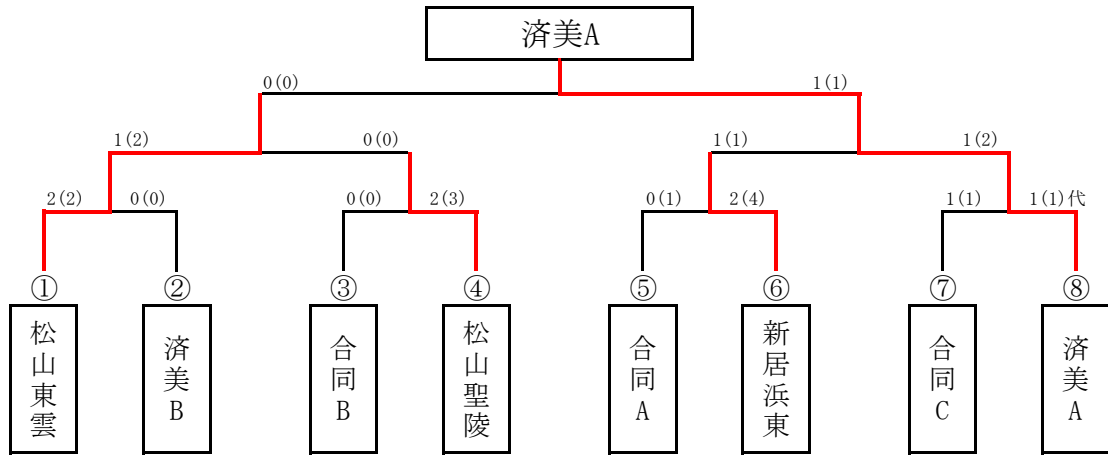 済美A
0(0) 1(1)
1(2) 0(0) 1(1) 1(2)
2(2) 0(0) 0(0) 2(3) 0(1) 2(4) 1(1) 1(1)代
① ② ③ ④ ⑤ ⑥ ⑦ ⑧
松山東雲
済美B
合同B
松山聖陵
合同A
新居浜東
合同C
済美A